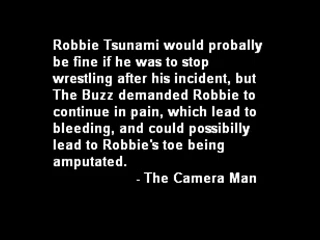 Robbie Tsunami would probally
be fine if he was to stop
wrestling after his incident, but
The Buzz demanded Robbie to
continue in pain, which lead to
bleeding, and could possibilly
lead to Robbie's toe being
amputated.
- The Camera Man